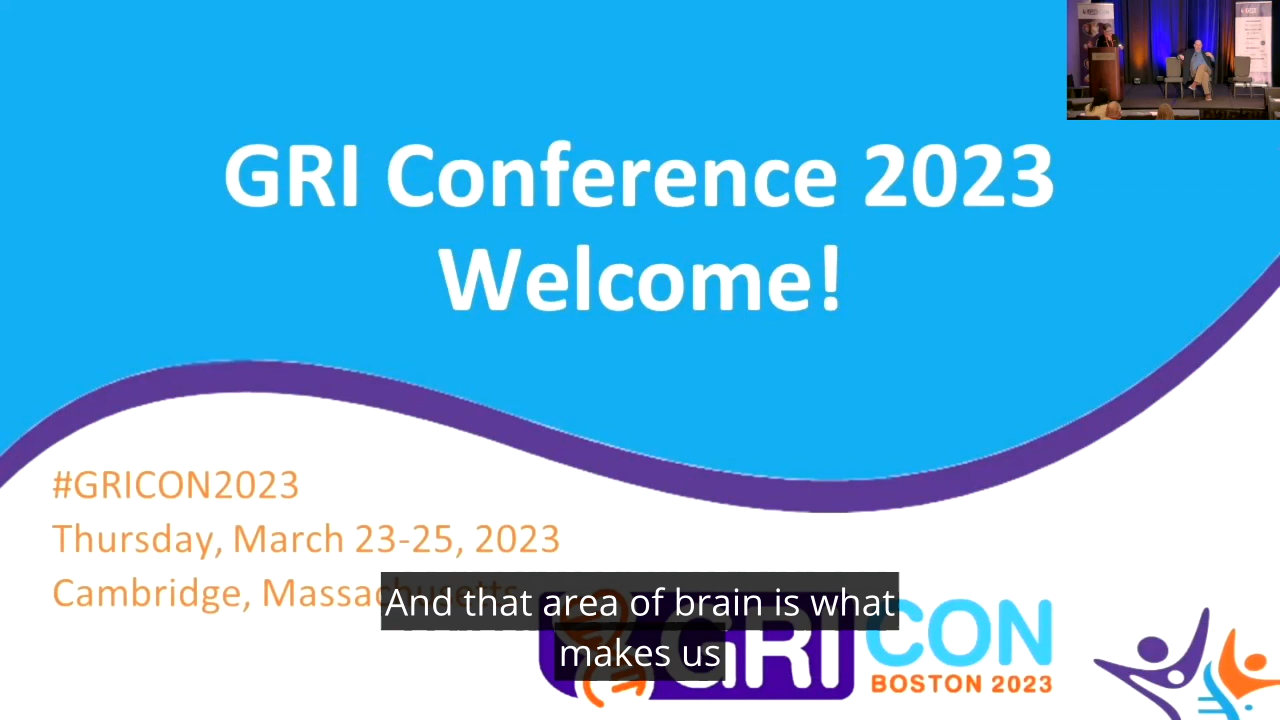 GRI Conference 2023
Welcome!
#GRICON2023
Thursday, March 23-25, 2023
Cambridge, Massachusetts
And that area of brain is what
makes us
GRI CON
BOSTON 2023